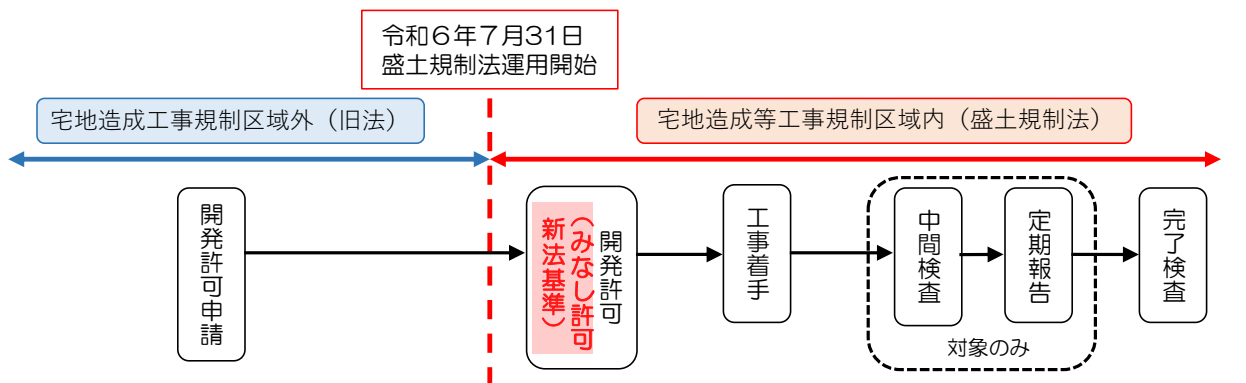 令和６年７月31日
盛土規制法運用開始
宅地造成工事規制区域外（旧法）
宅地造成等工事規制区域内（盛土規制法）
開発許可申請
開発許可
（みなし許可
新法基準）
工事着手
中間検査
定期報告
完了検査
対象のみ